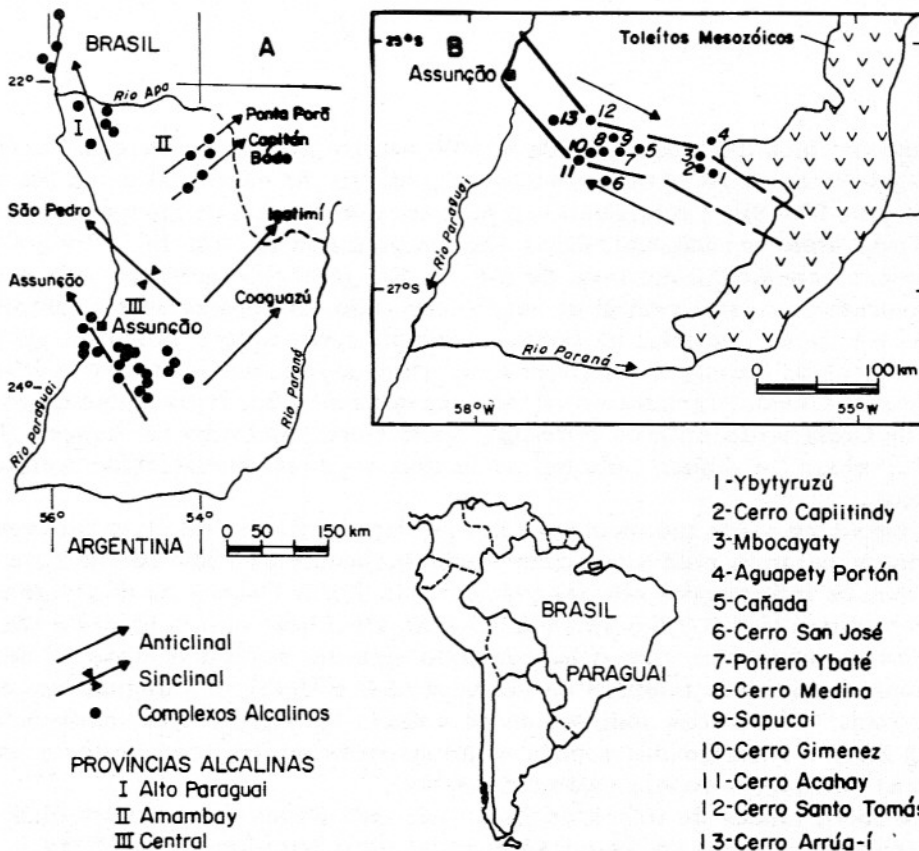 BRASIL
A
22°
Rio Apa
I
II
Ponta Porã
Capitán
Bado
São Pedro
Igatimí
Assunção
III
Assunção
Caaguazú
24°
Rio Paraguai
Rio Paraná
56°
54°
ARGENTINA
0 50 150 km
Anticlinal
Sinclinal
Complexos Alcalinos
PROVÍNCIAS ALCALINAS
I Alto Paraguai
II Amambay
III Central
B
25°S
Assunção
Toleítos Mesozóicos
13
12
8
9
4
10
7
5
3
2
1
11
6
Rio Paraguai
27°S
Rio Paraná
0 100 km
58°W
55°W
BRASIL
PARAGUAI
1-Ybytyruzú
2-Cerro Capiitindy
3-Mbocayaty
4-Aguapety Portón
5-Cañada
6-Cerro San José
7-Potrero Ybaté
8-Cerro Medina
9-Sapucai
10-Cerro Gimenez
11-Cerro Acahay
12-Cerro Santo Tomás
13-Cerro Arrúa-í